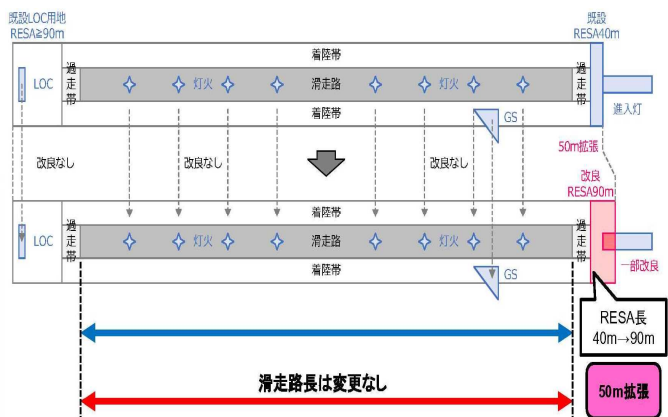 既設LOC用地
RESA≧90m
既設
RESA40m
着陸帯
LOC
過走帯
灯火
滑走路
灯火
過走帯
進入灯
着陸帯
GS
50m拡張
改良なし
改良なし
改良なし
改良
RESA90m
着陸帯
LOC
過走帯
灯火
滑走路
灯火
過走帯
一部改良
着陸帯
GS
RESA長
40m→90m
滑走路長は変更なし
50m拡張